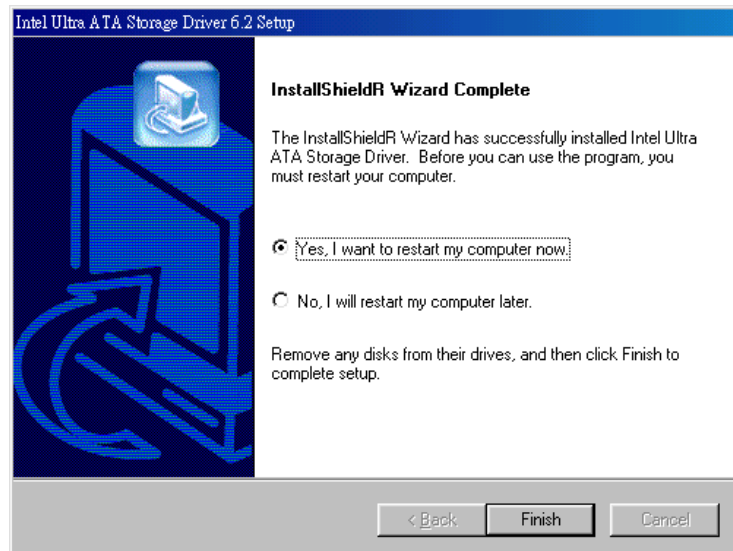 Intel Ultra ATA Storage Driver 6.2 Setup
InstallShieldR Wizard Complete
The InstallShieldR Wizard has successfully installed Intel Ultra
ATA Storage Driver.  Before you can use the program, you
must restart your computer.
Yes, I want to restart my computer now.
No, I will restart my computer later.
Remove any disks from their drives, and then click Finish to
complete setup.
< Back
Finish
Cancel